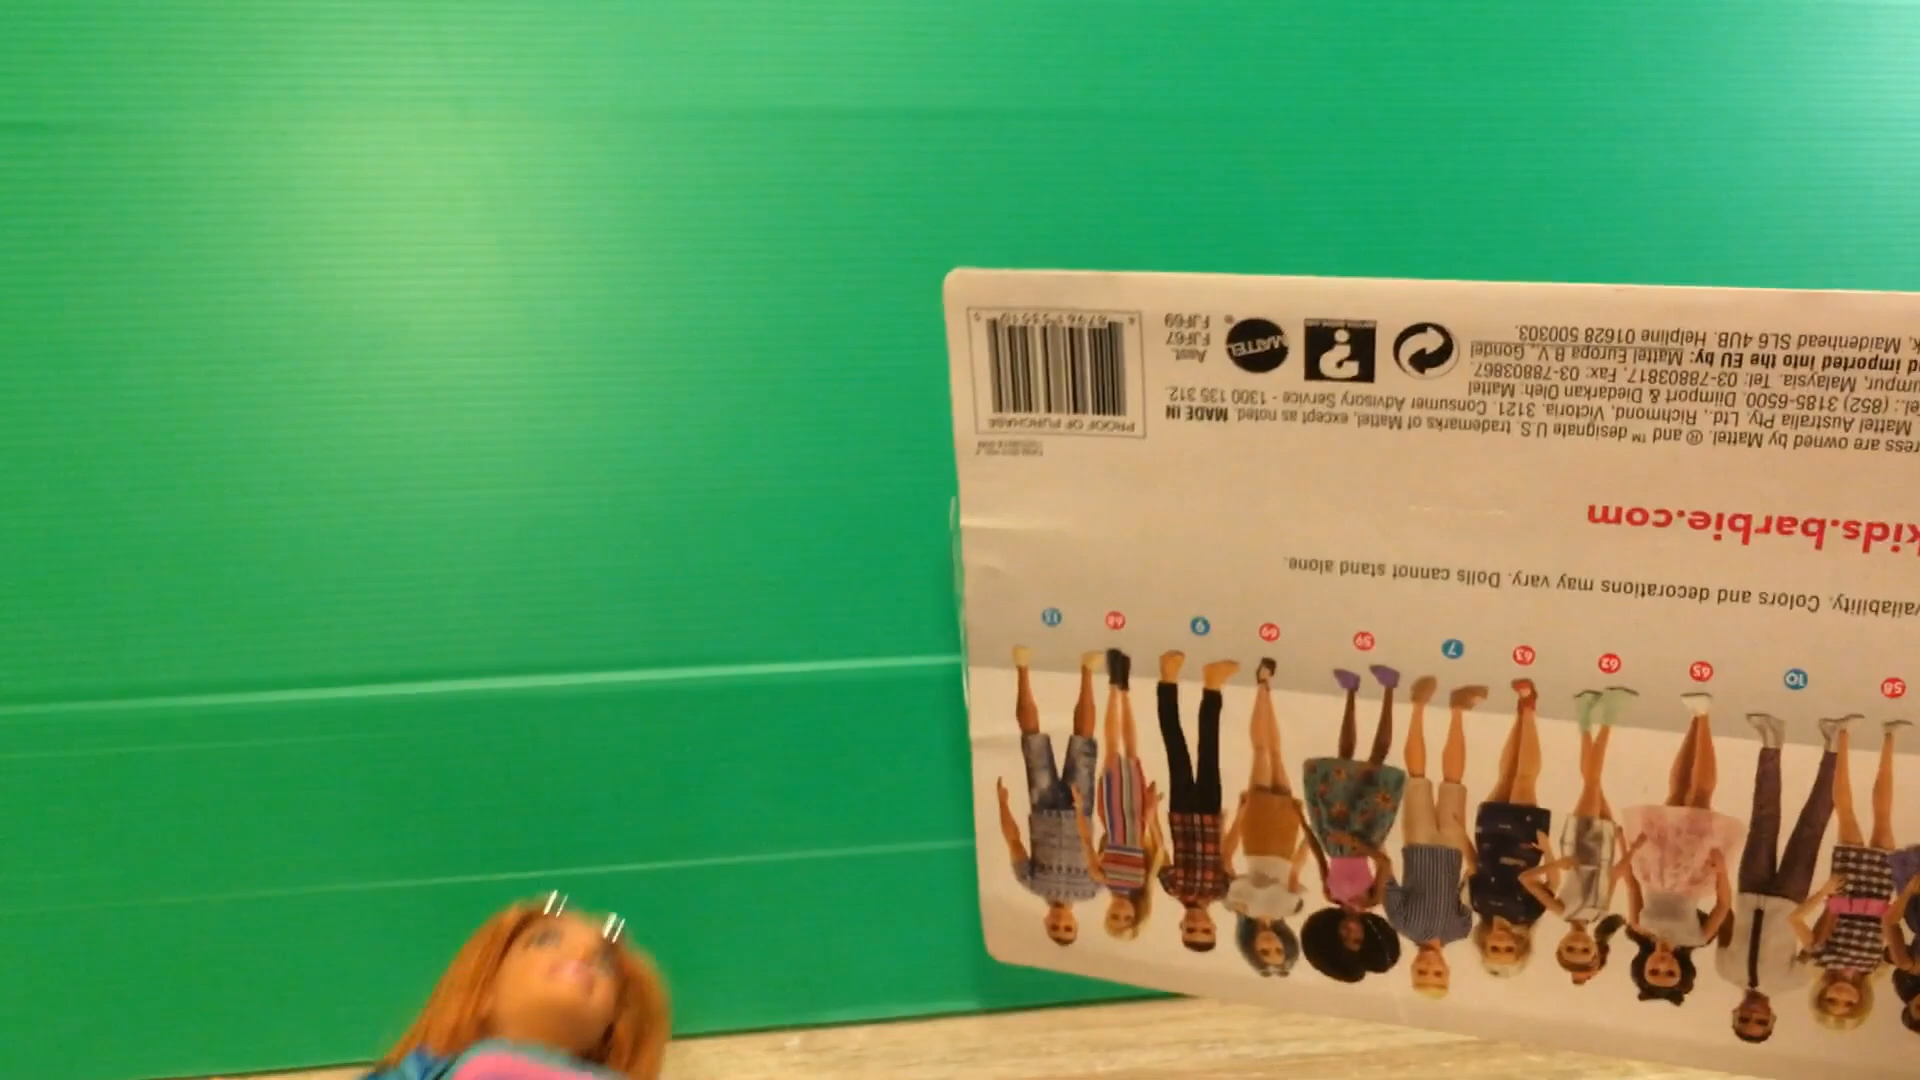 58
10
65
62
63
7
59
69
9
68
11
vailability. Colors and decorations may vary. Dolls cannot stand alone.
kids.barbie.com
ress are owned by Mattel. ® and ™ designate U.S. trademarks of Mattel, except as noted. MADE IN
Mattel Australia Pty. Ltd., Richmond, Victoria. 3121. Consumer Advisory Service - 1300 135 312.
el.: (852) 3185-6500. Diimport & Diedarkan Oleh: Mattel
umpur, Malaysia. Tel: 03-78803817, Fax: 03-78803867.
d imported into the EU by: Mattel Europa B.V., Gondel
k, Maidenhead SL6 4UB. Helpline 01628 500303.
MATTEL
®
Asst.
FJF67
FJF69
PROOF OF PURCHASE